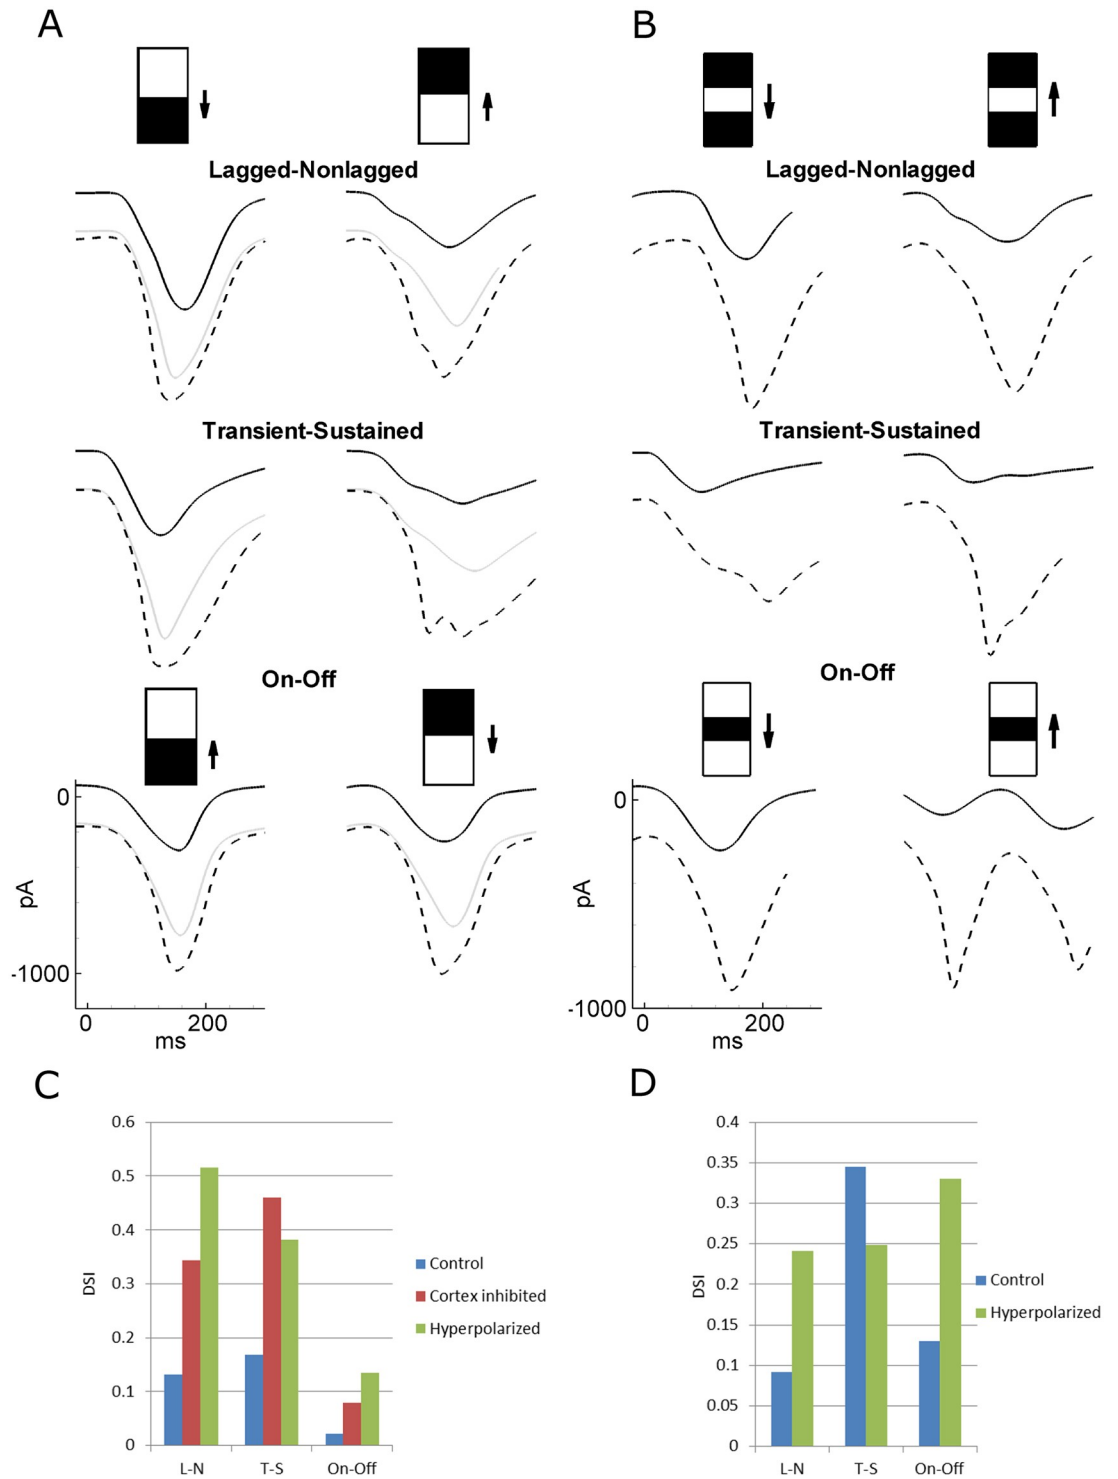 A
B
Lagged-Nonlagged
Lagged-Nonlagged
Transient-Sustained
Transient-Sustained
On-Off
On-Off
0
pA
-1000
0
200
ms
0
pA
-1000
0
200
ms
C
0.6
0.5
0.4
0.3
0.2
0.1
0
DSI
L-N
T-S
On-Off
Control
Cortex inhibited
Hyperpolarized
D
0.4
0.35
0.3
0.25
0.2
0.15
0.1
0.05
0
DSI
L-N
T-S
On-Off
Control
Hyperpolarized